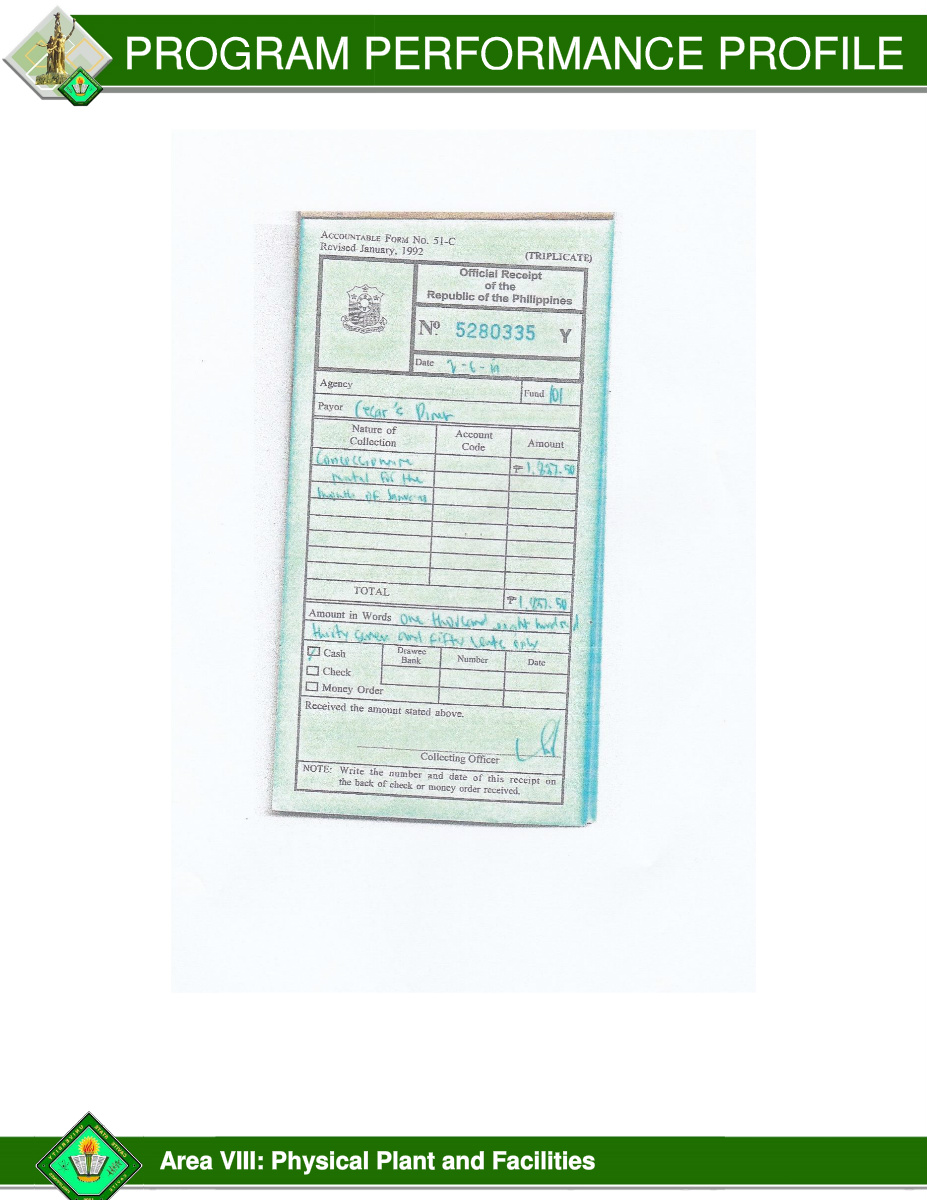 PROGRAM PERFORMANCE PROFILE
ACCOUNTABLE FORM NO. 51-C
Revised January, 1992
(TRIPLICATE)
Official Receipt
of the
Republic of the Philippines
Nº 5280335 Y
Date
Agency
Fund 101
Payor Cecar's Diner
Nature of Collection
Account Code
Amount
Concessionaire ₱1,837.50
rental for the
month of January
TOTAL ₱1,837.50
Amount in Words one thousand eight hundred
thirty seven and fifty cents only
Cash
Drawee Bank
Number
Date
Check
Money Order
Received the amount stated above.
Collecting Officer
NOTE: Write the number and date of this receipt on
the back of check or money order received.
Area VIII: Physical Plant and Facilities